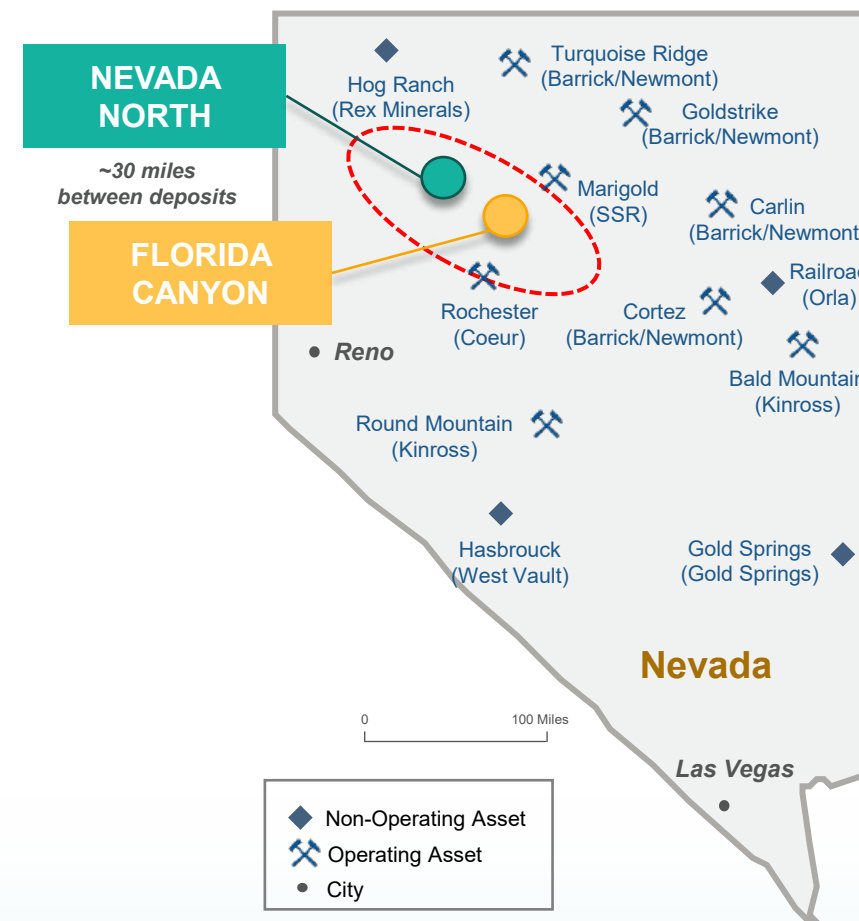 NEVADA
NORTH
~30 miles
between deposits
FLORIDA
CANYON
Hog Ranch
(Rex Minerals)
Turquoise Ridge
(Barrick/Newmont)
Goldstrike
(Barrick/Newmont)
Marigold
(SSR)
Carlin
(Barrick/Newmont
Railroad
(Orla)
Rochester
(Coeur)
Cortez
(Barrick/Newmont)
Bald Mountain
(Kinross)
Reno
Round Mountain
(Kinross)
Hasbrouck
(West Vault)
Gold Springs
(Gold Springs)
Nevada
0
100 Miles
Las Vegas
Non-Operating Asset
Operating Asset
City